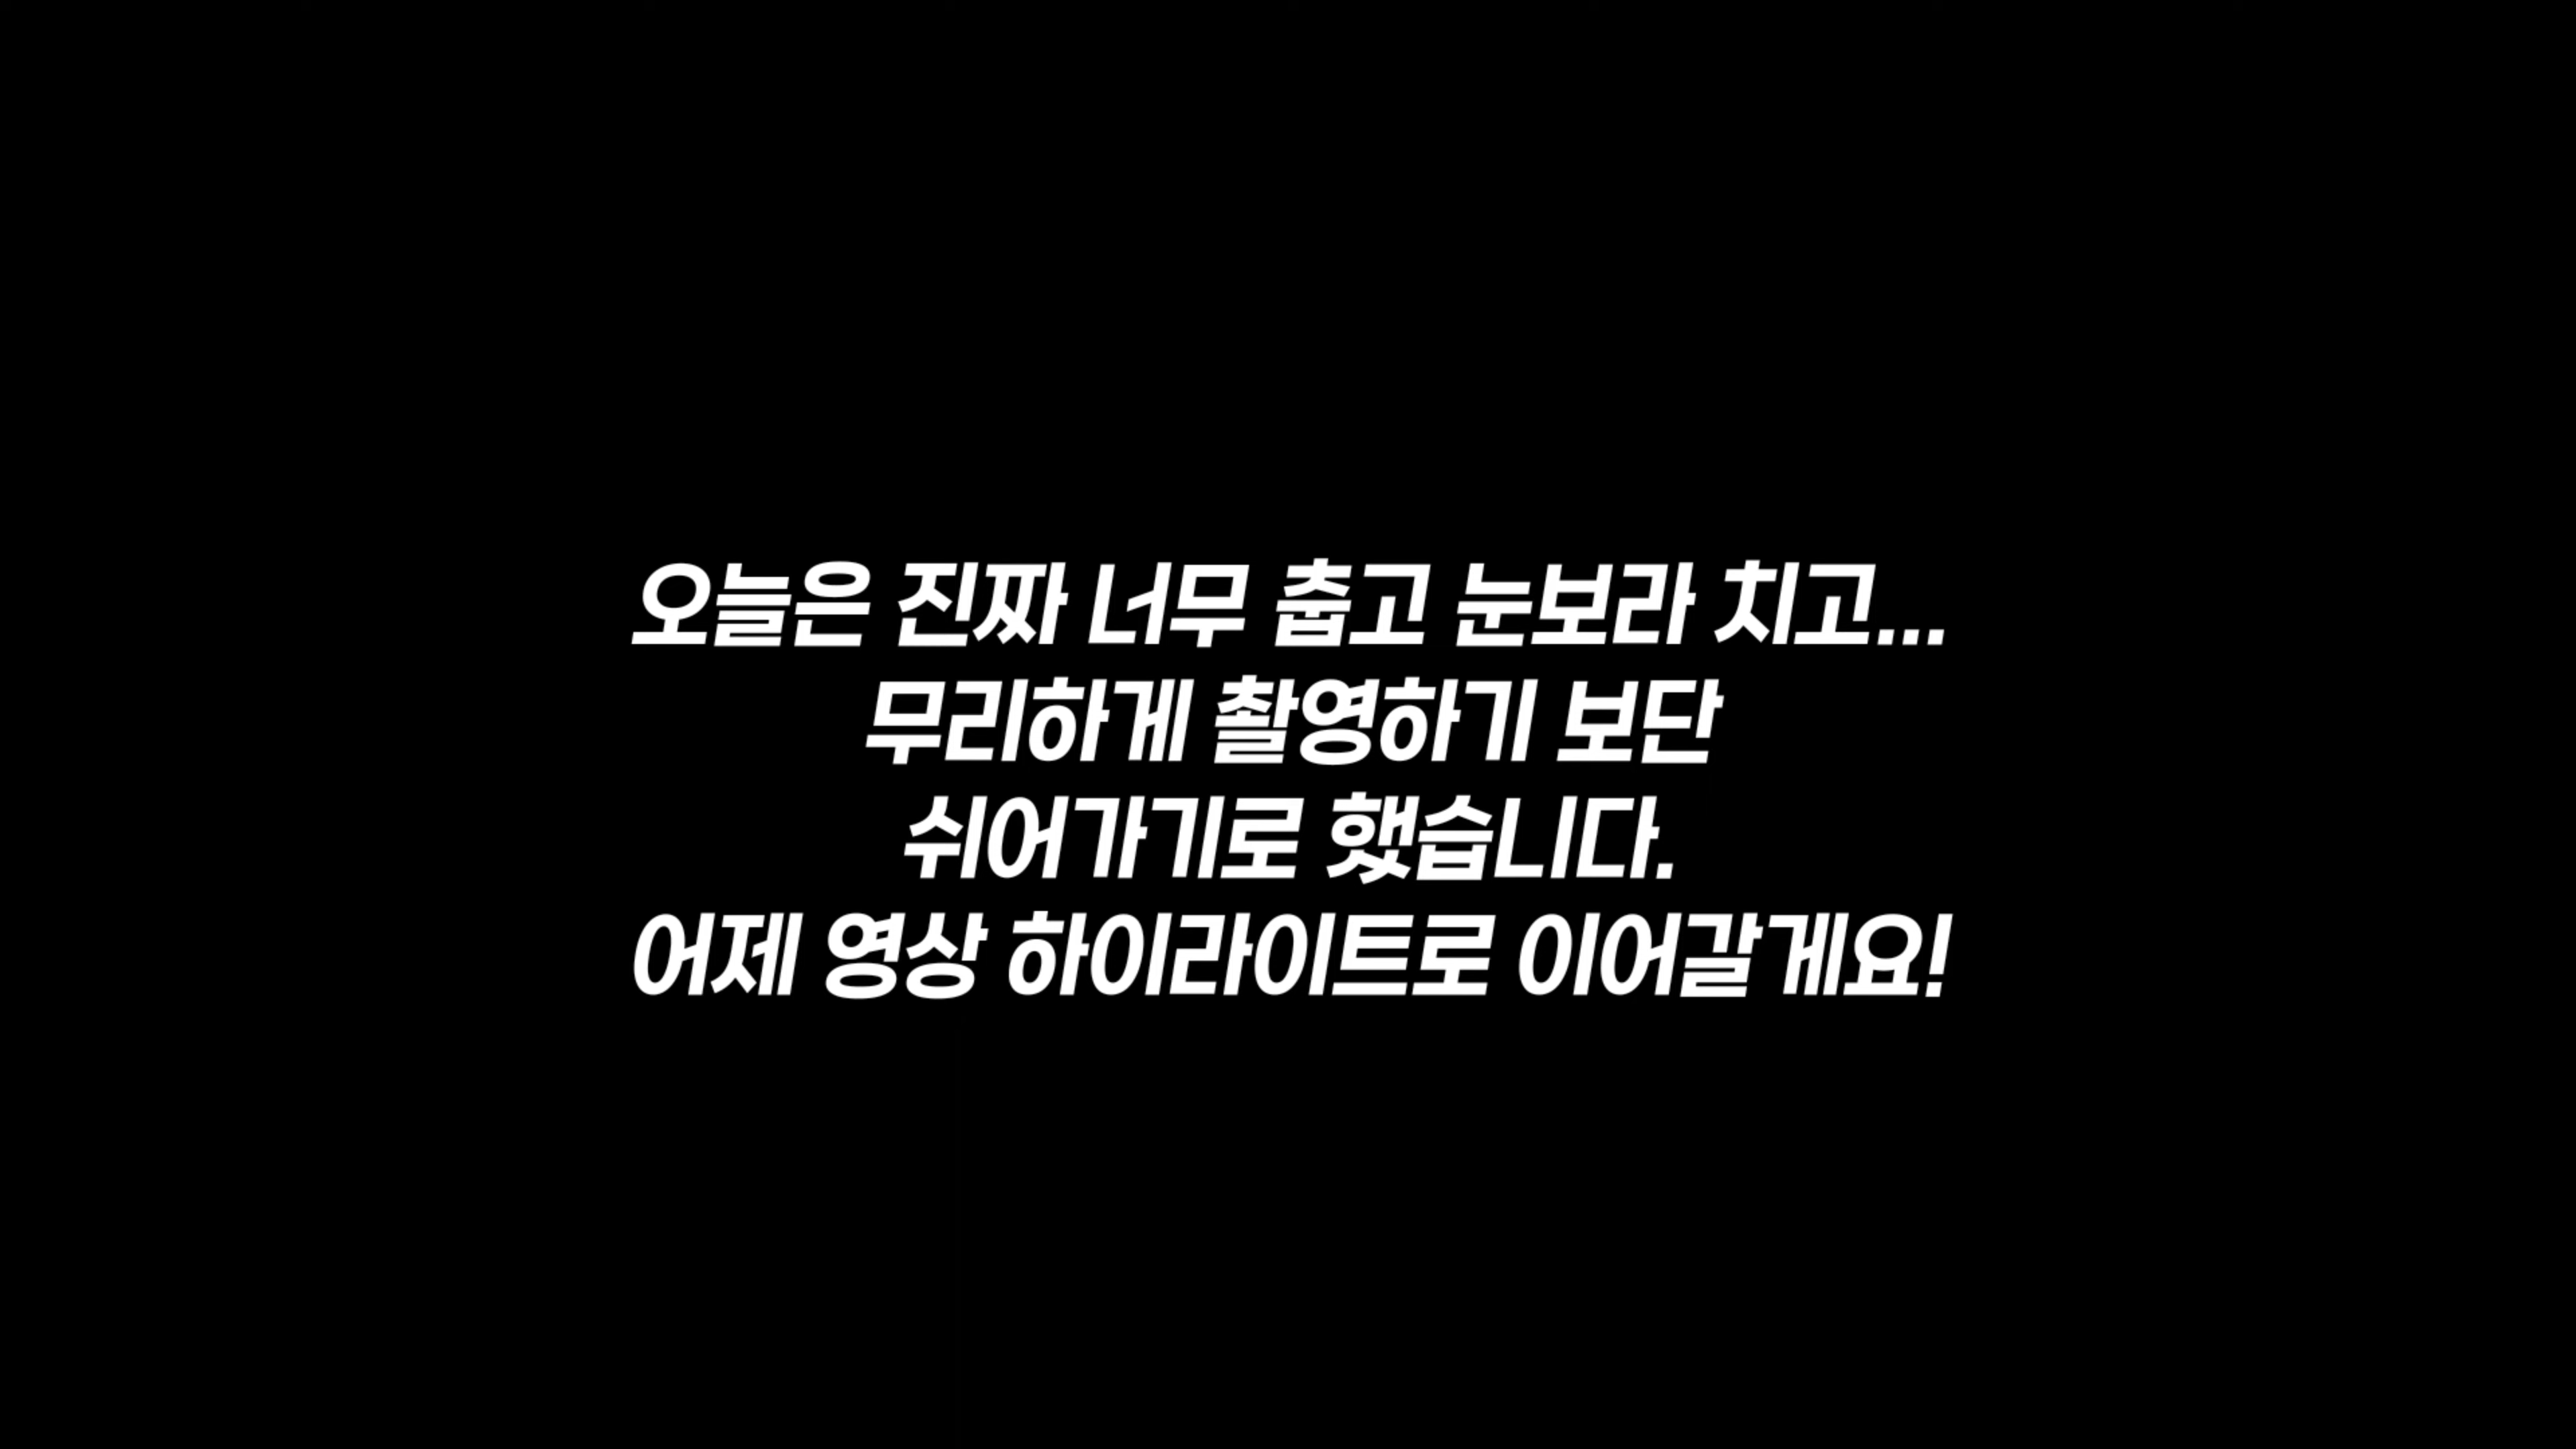 오늘은 진짜 너무 춥고 눈보라 치고...
무리하게 촬영하기 보단
쉬어가기로 했습니다.
어제 영상 하이라이트로 이어갈게요!